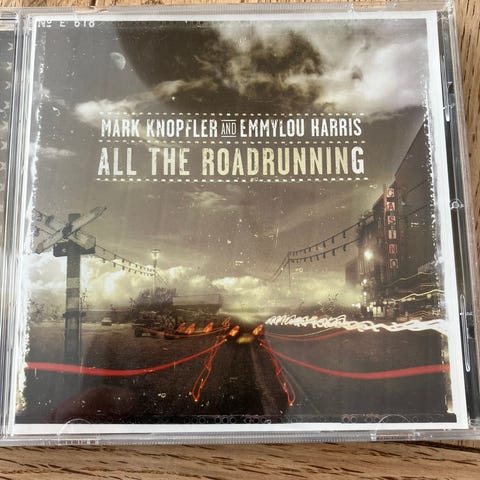 Nº E 618
MARK KNOPFLER AND EMMYLOU HARRIS
ALL THE ROADRUNNING
CASINO